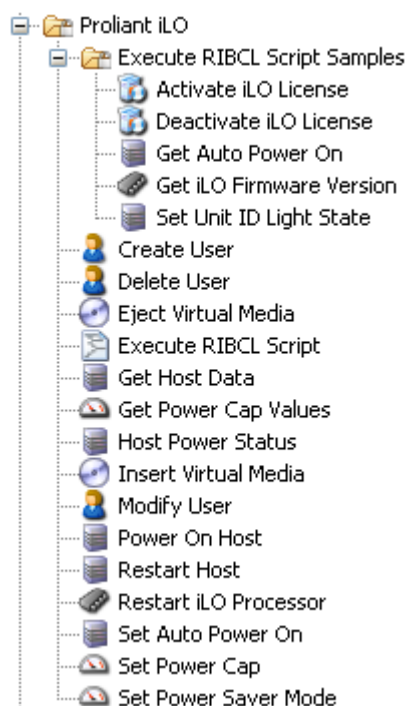 Proliant iLO
Execute RIBCL Script Samples
Activate iLO License
Deactivate iLO License
Get Auto Power On
Get iLO Firmware Version
Set Unit ID Light State
Create User
Delete User
Eject Virtual Media
Execute RIBCL Script
Get Host Data
Get Power Cap Values
Host Power Status
Insert Virtual Media
Modify User
Power On Host
Restart Host
Restart iLO Processor
Set Auto Power On
Set Power Cap
Set Power Saver Mode